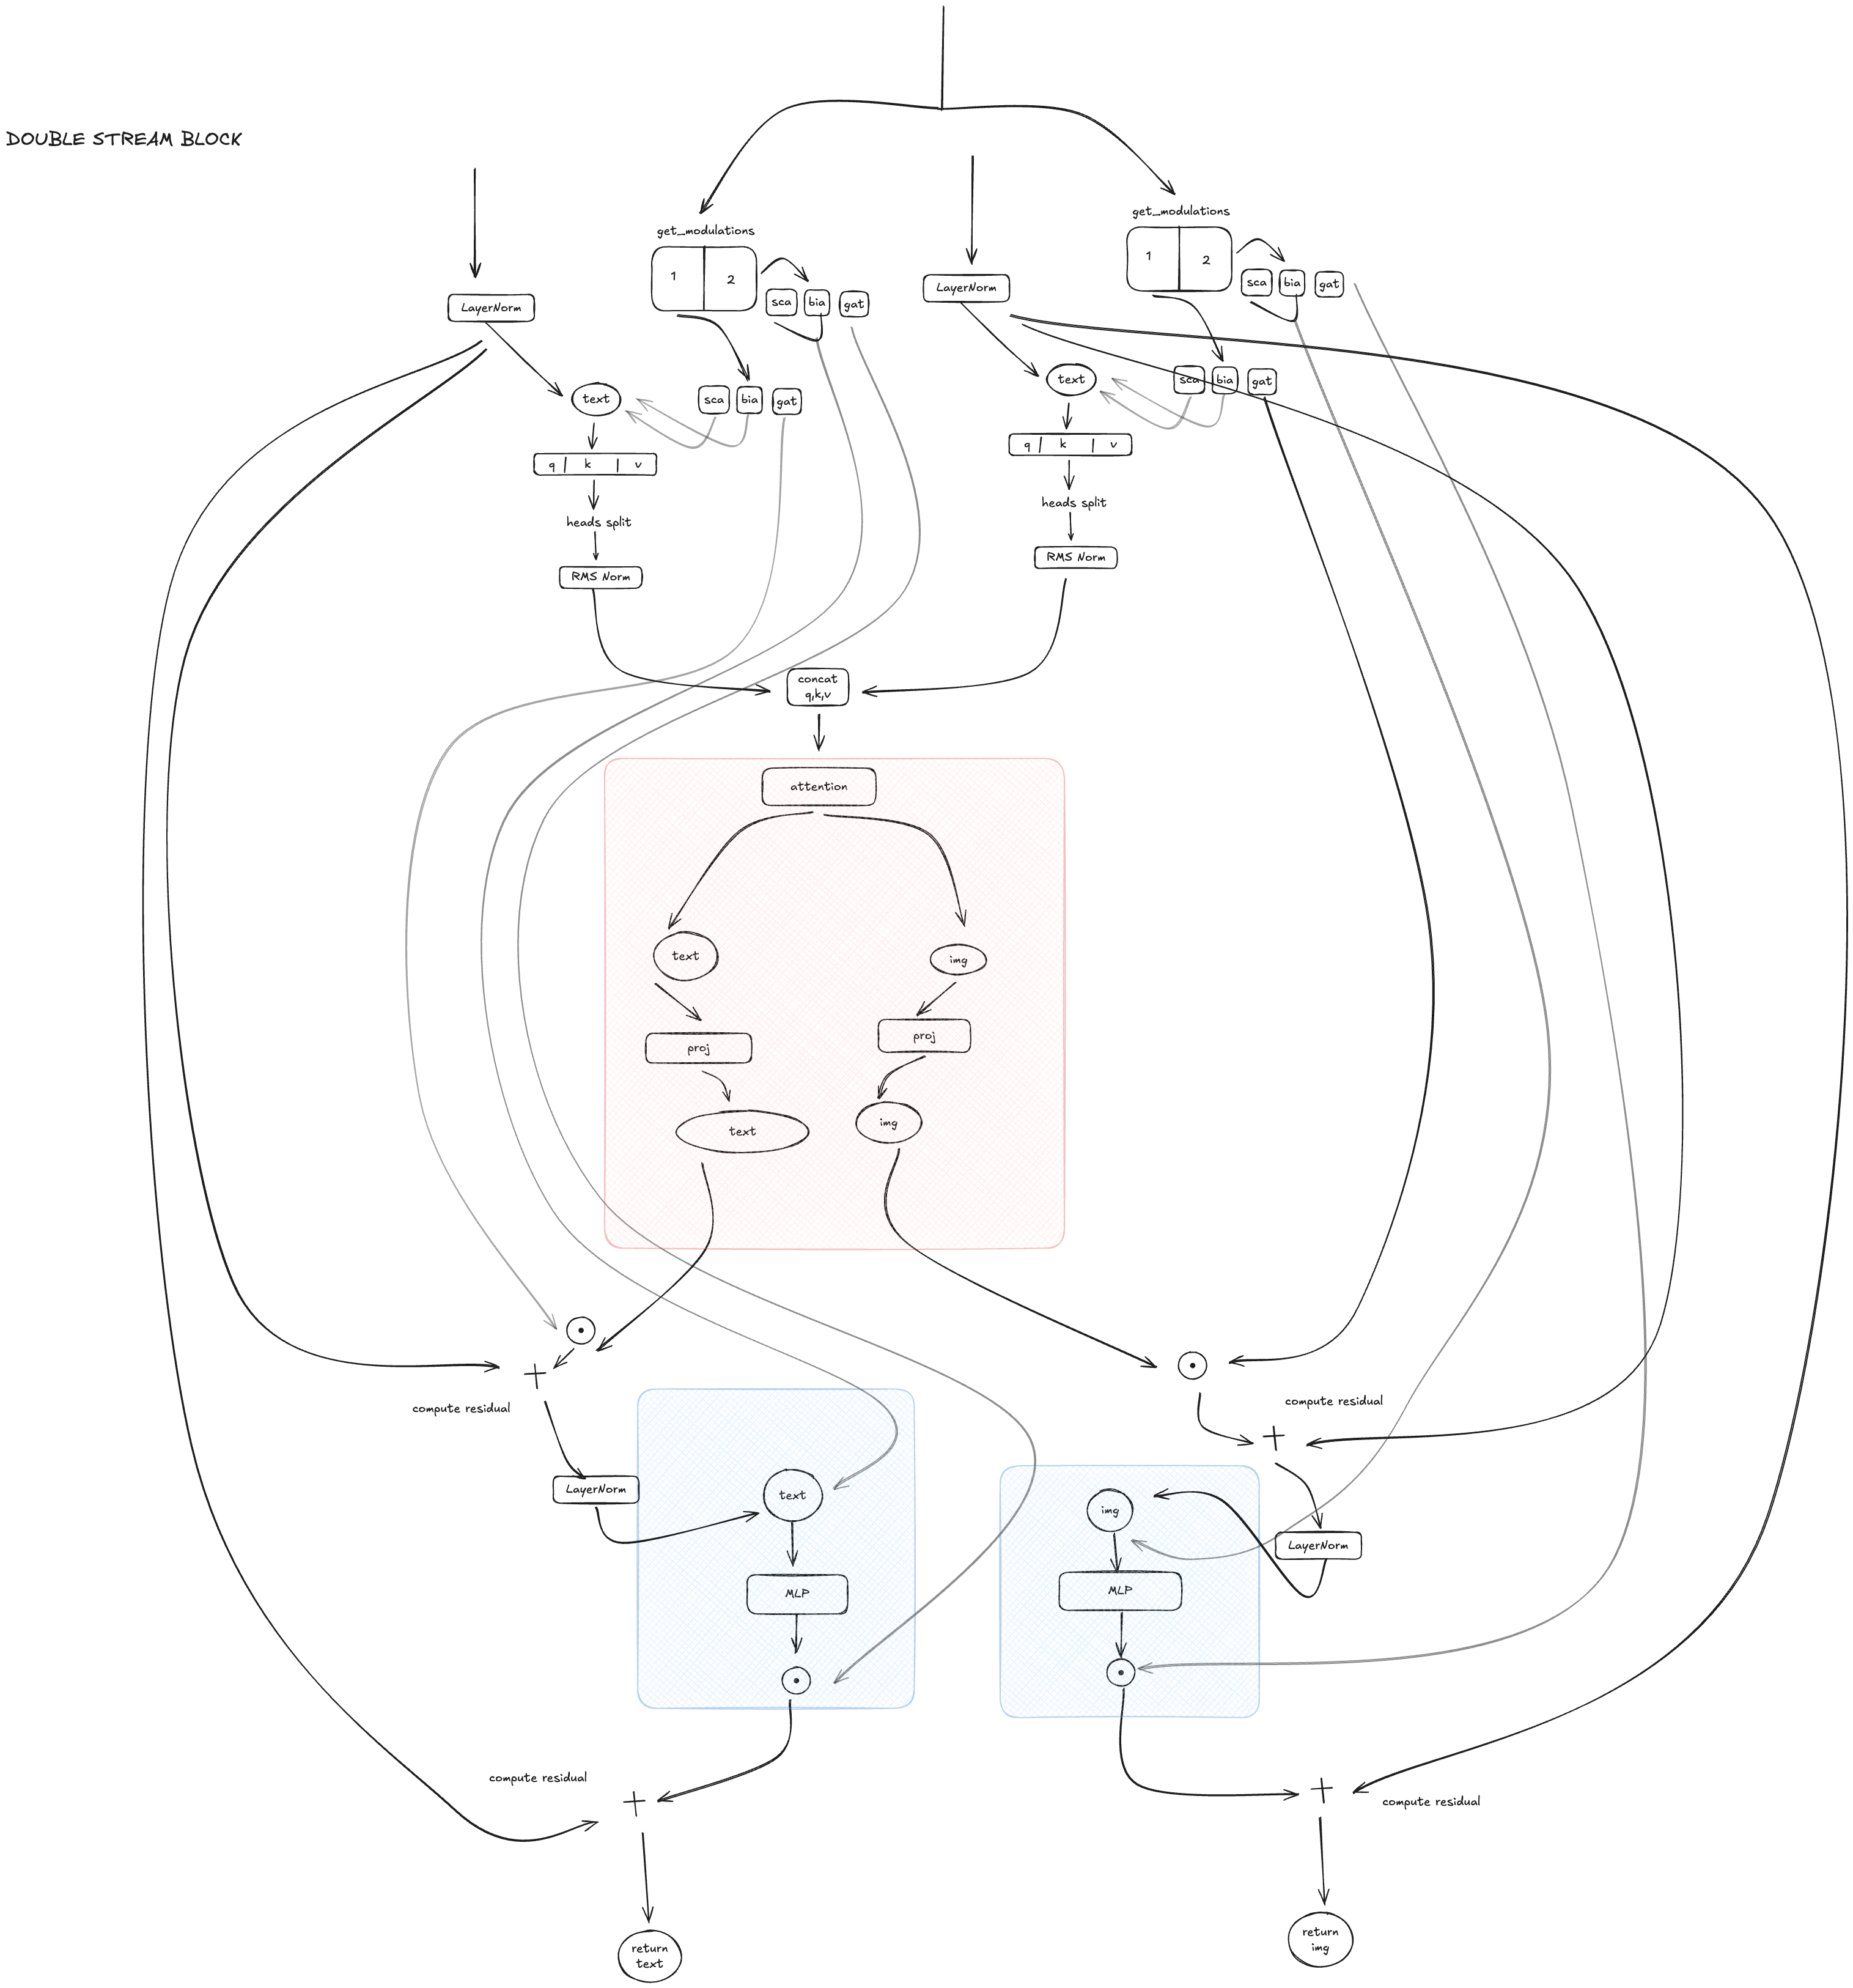 DOUBLE STREAM BLOCK
get_modulations
1
2
sca
bia
gat
LayerNorm
text
sca
bia
gat
q | k | v
heads split
RMS Norm
get_modulations
1
2
sca
bia
gat
LayerNorm
text
sca
bia
gat
q | k | v
heads split
RMS Norm
concat
q,k,v
attention
text
img
proj
proj
text
img
compute residual
compute residual
LayerNorm
text
MLP
img
LayerNorm
MLP
compute residual
compute residual
return
text
return
img